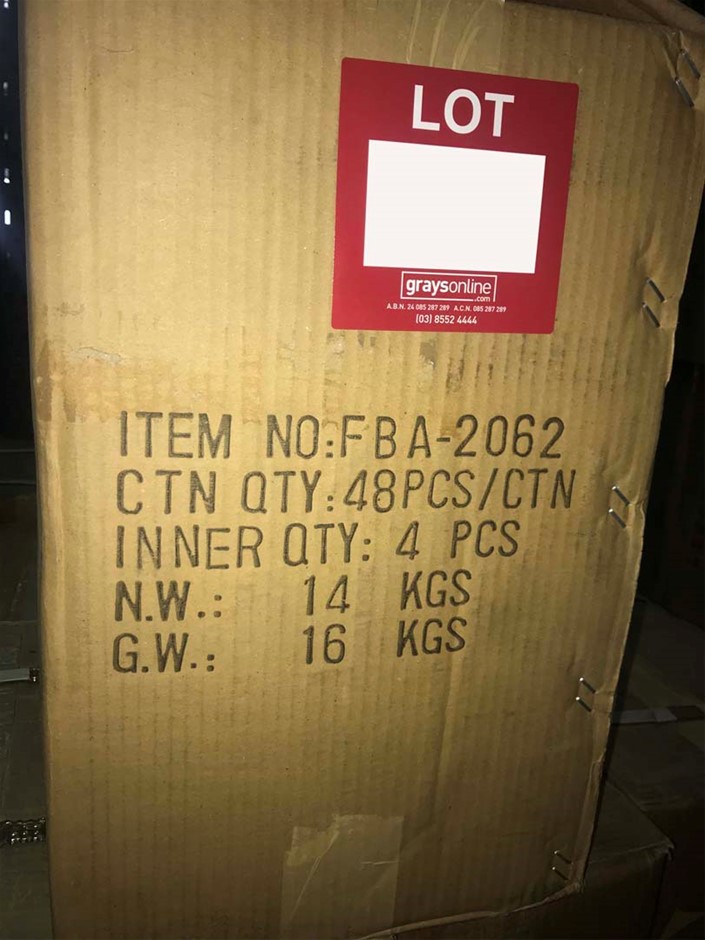 LOT
graysonline
.com
A.B.N. 24 085 287 289 A.C.N. 085 287 289
(03) 8552 4444
ITEM NO:FBA-2062
CTN QTY:48PCS/CTN
INNER QTY: 4 PCS
N.W.: 14 KGS
G.W.: 16 KGS